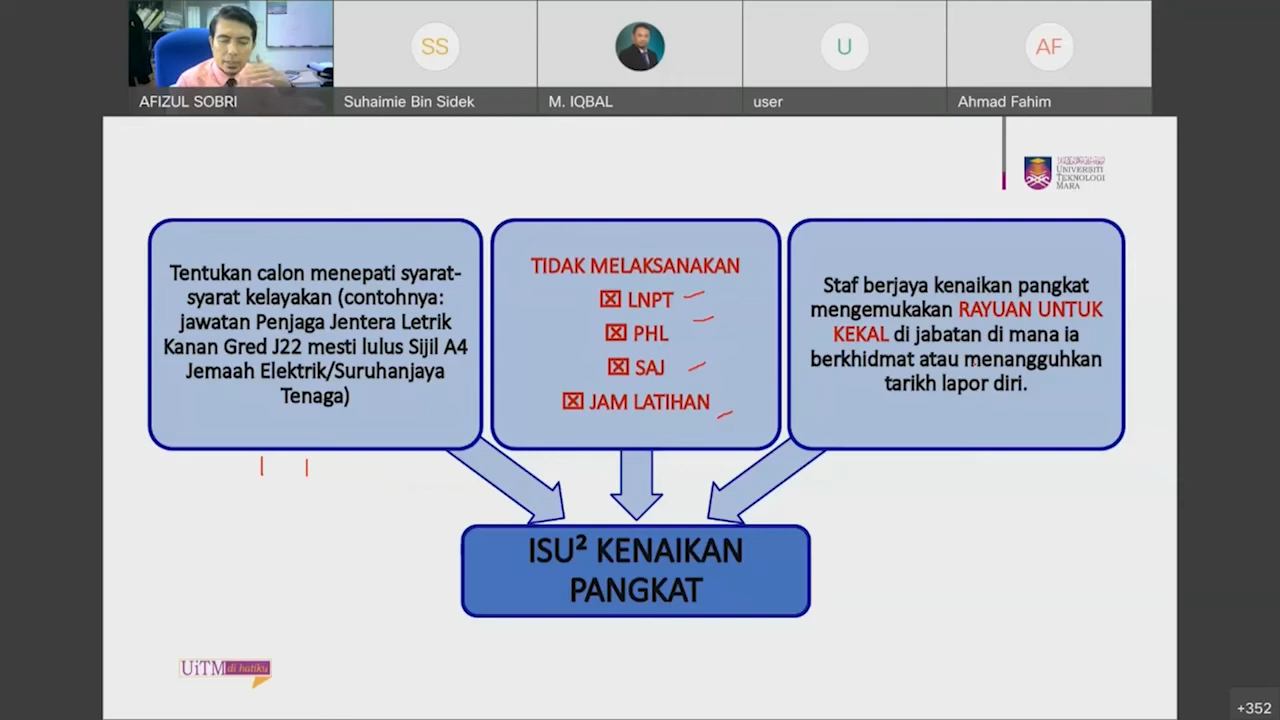 AFIZUL SOBRI
SS
Suhaimie Bin Sidek
M. IQBAL
U
user
AF
Ahmad Fahim
UNIVERSITI
TEKNOLOGI
MARA
Tentukan calon menepati syarat-
syarat kelayakan (contohnya:
jawatan Penjaga Jentera Letrik
Kanan Gred J22 mesti lulus Sijil A4
Jemaah Elektrik/Suruhanjaya
Tenaga)
TIDAK MELAKSANAKAN
☒ LNPT
☒ PHL
☒ SAJ
☒ JAM LATIHAN
Staf berjaya kenaikan pangkat
mengemukakan RAYUAN UNTUK
KEKAL di jabatan di mana ia
berkhidmat atau menangguhkan
tarikh lapor diri.
ISU² KENAIKAN
PANGKAT
UiTM di hatiku
+352